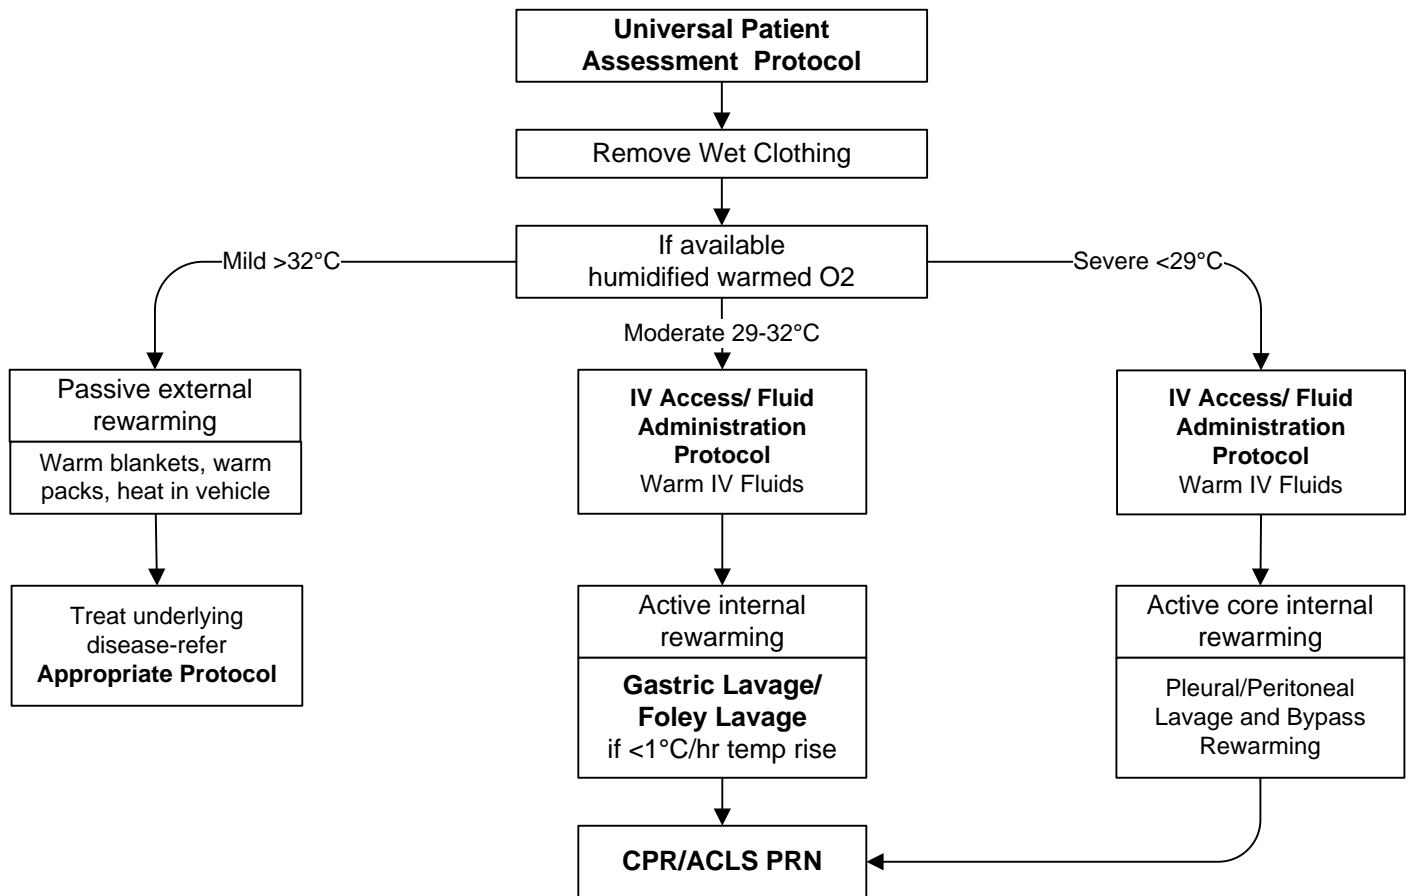 Universal Patient
Assessment Protocol
Remove Wet Clothing
If available
humidified warmed O2
Mild >32°C
Moderate 29-32°C
Severe <29°C
Passive external
rewarming
Warm blankets, warm
packs, heat in vehicle
Treat underlying
disease-refer
Appropriate Protocol
IV Access/ Fluid
Administration
Protocol
Warm IV Fluids
Active internal
rewarming
Gastric Lavage/
Foley Lavage
if <1°C/hr temp rise
IV Access/ Fluid
Administration
Protocol
Warm IV Fluids
Active core internal
rewarming
Pleural/Peritoneal
Lavage and Bypass
Rewarming
CPR/ACLS PRN